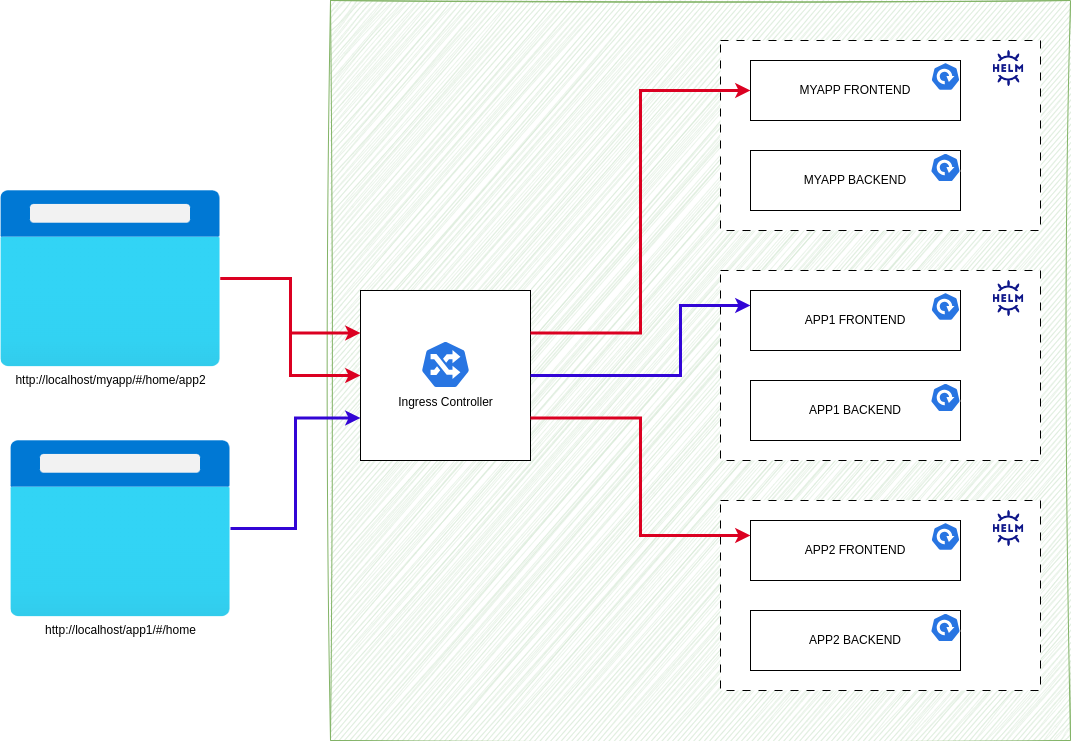 HELM
MYAPP FRONTEND
MYAPP BACKEND
http://localhost/myapp/#/home/app2
HELM
APP1 FRONTEND
Ingress Controller
APP1 BACKEND
HELM
APP2 FRONTEND
http://localhost/app1/#/home
APP2 BACKEND